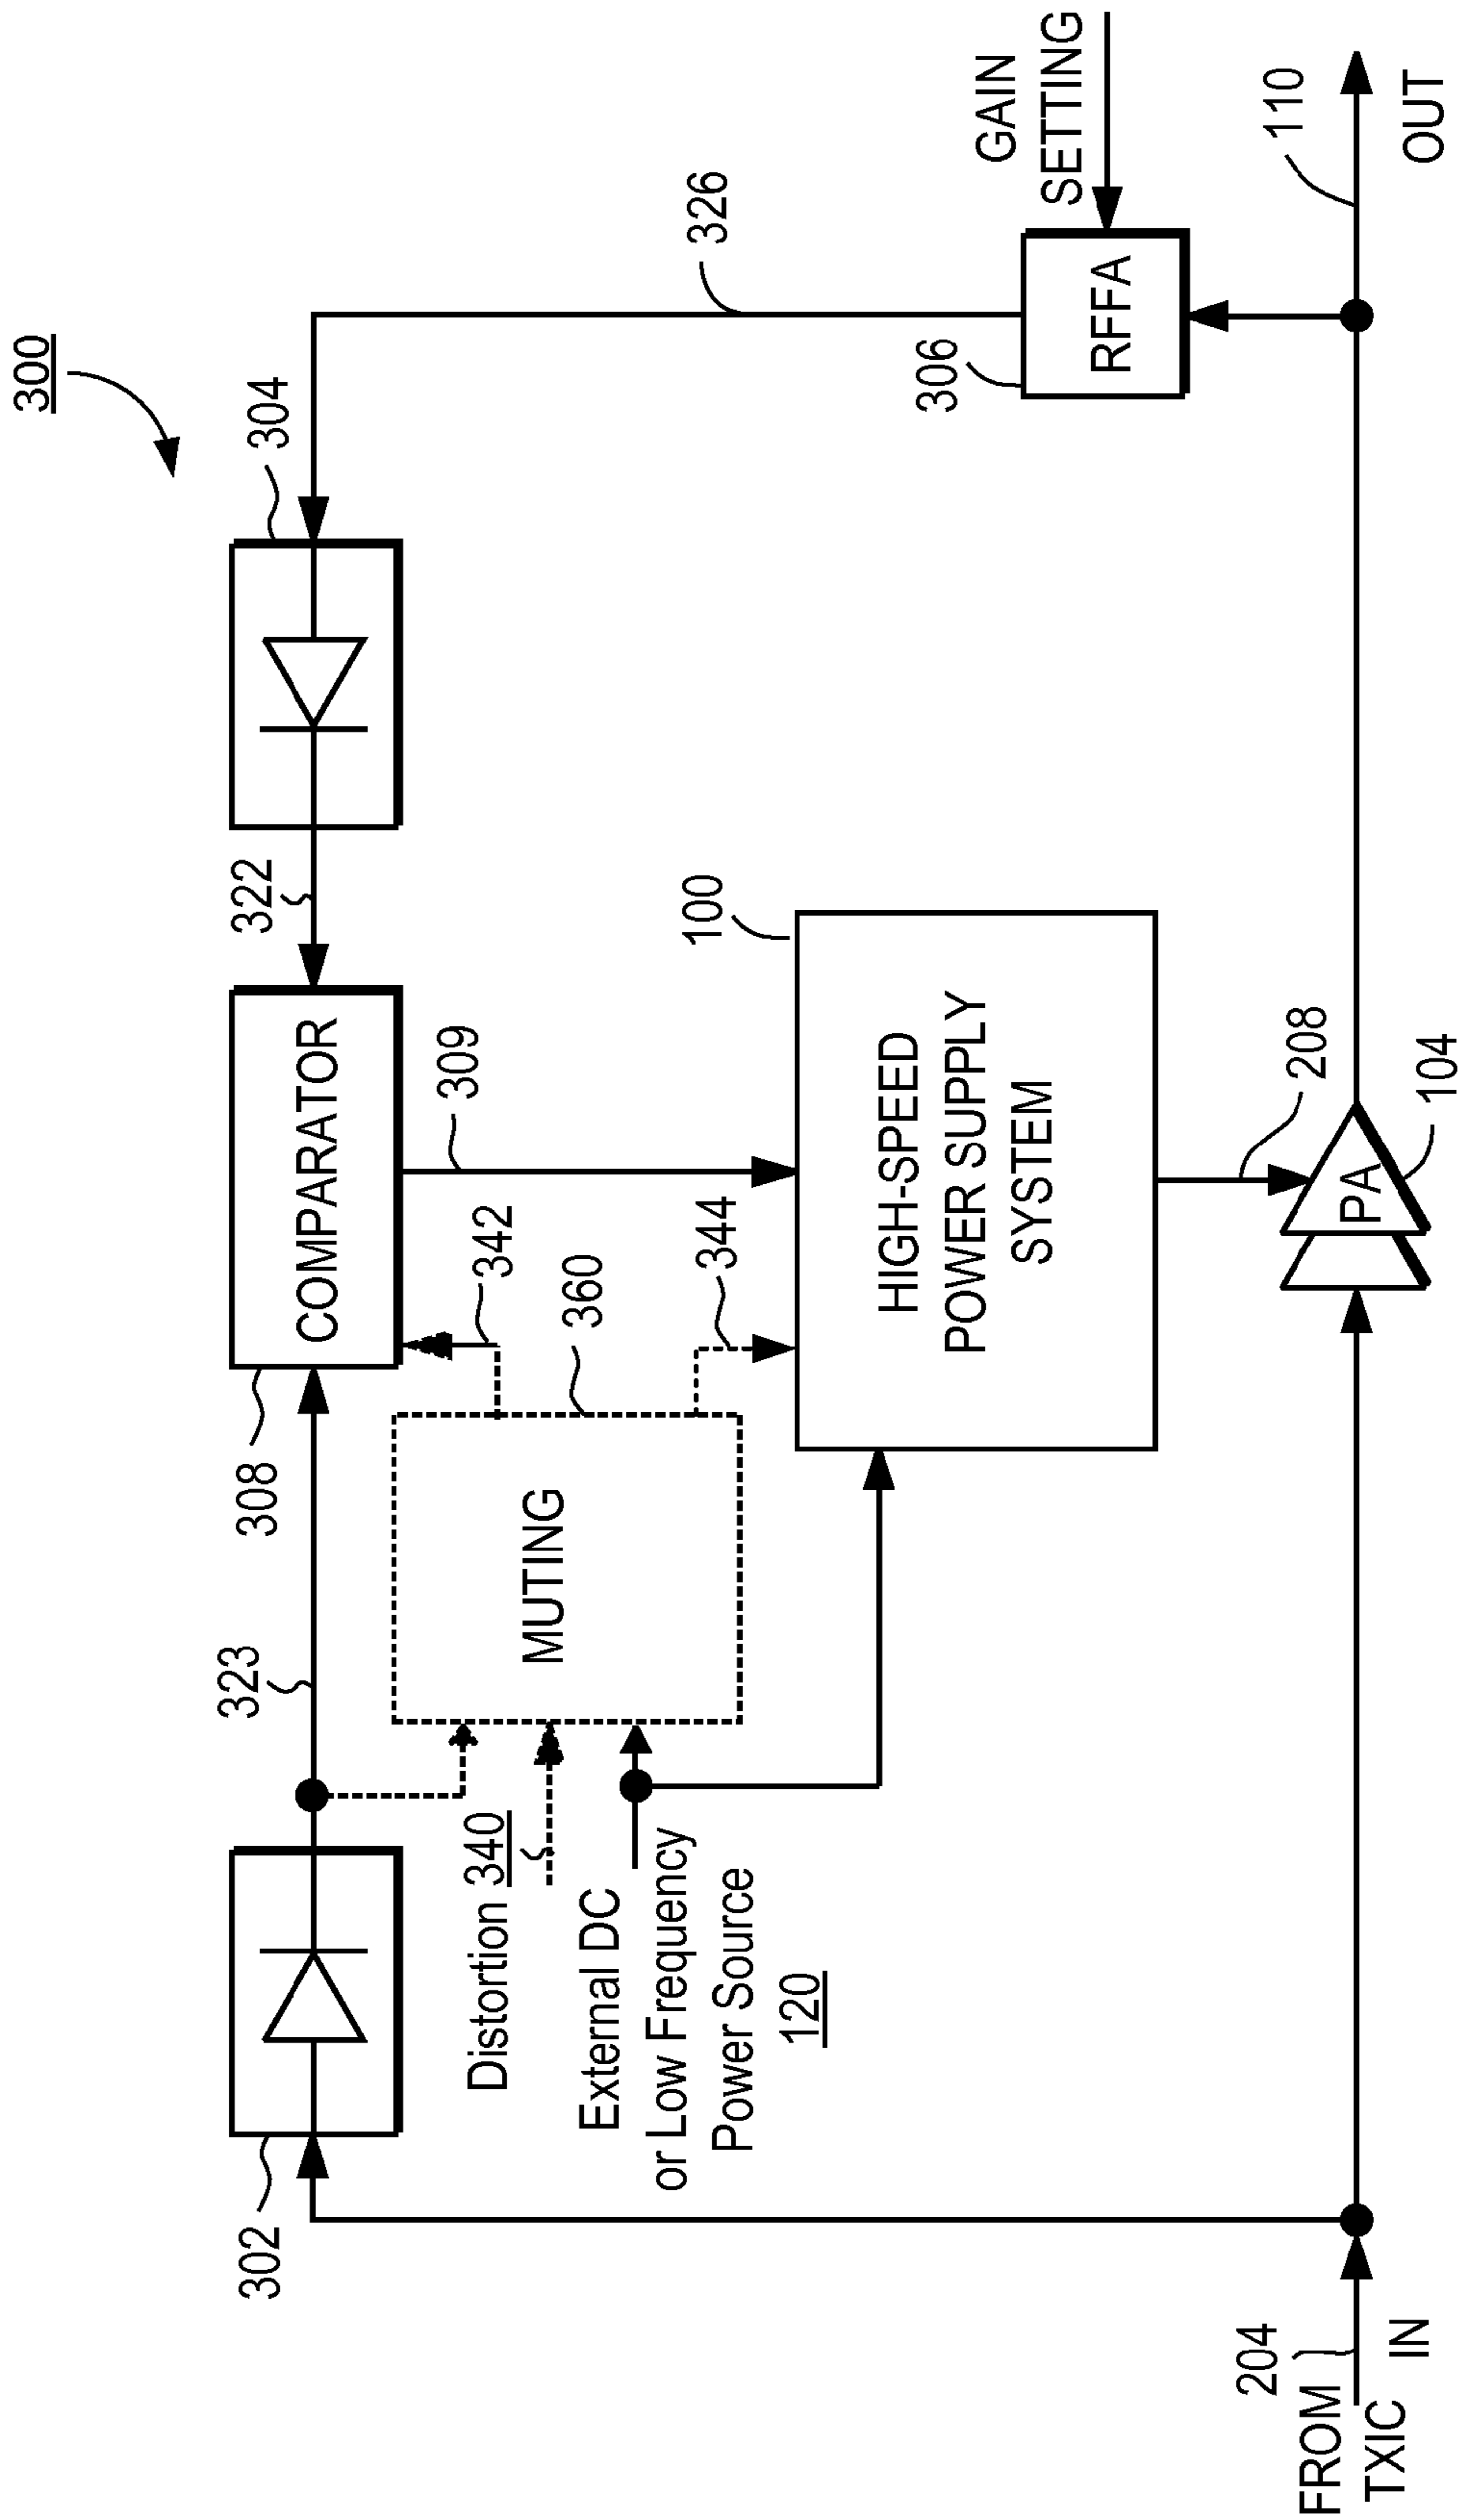 300
302
323
308
COMPARATOR
322
304
326
Distortion 340
External DC
or Low Frequency
Power Source
120
MUTING
342
360
344
309
100
HIGH-SPEED
POWER SUPPLY
SYSTEM
306
RFFA
GAIN
SETTING
204
FROM
TXIC
IN
208
PA
104
110
OUT